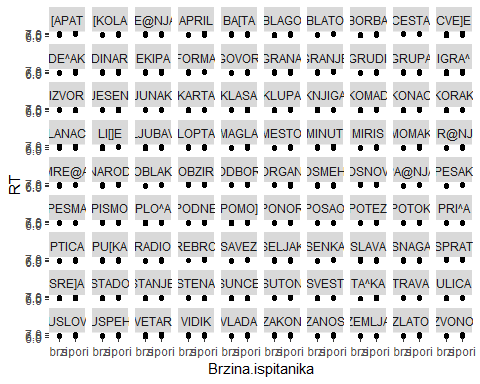 [APAT [KOLA E@NJA APRIL BA[TA BLAGO BLATO BORBA CESTA CVE]E
DE^AK DINAR EKIPA FORMA GOVOR GRANA GRANJE GRUDI GRUPA IGRA^
IZVOR JESEN JUNAK KARTA KLASA KLUPA KNJIGA KOMAD KONAC KORAK
LANAC LI[]E LJUBAV LOPTA MAGLA MESTO MINUT MIRIS MOMAK R@NJ
MRE@A NAROD OBLAK OBZIR ODBOR ORGAN OSMEH OSNOV A@NJ PESAK
PESMA PISMO PLO^A PODNE POMO] PONOR POSAO POTEZ POTOK PRI^A
PTICA PU[KA RADIO REBRO SAVEZ SELJAK SENKA SLAVA SNAGA SPRAT
SRE]A STADO STANJE STENA SUNCE SUTON SVEST TA^KA TRAVA ULICA
USLOV USPEH VETAR VIDIK VLADA ZAKON ZANOS ZEMLJA ZLATO ZVONO
RT
Brzina.ispitanika